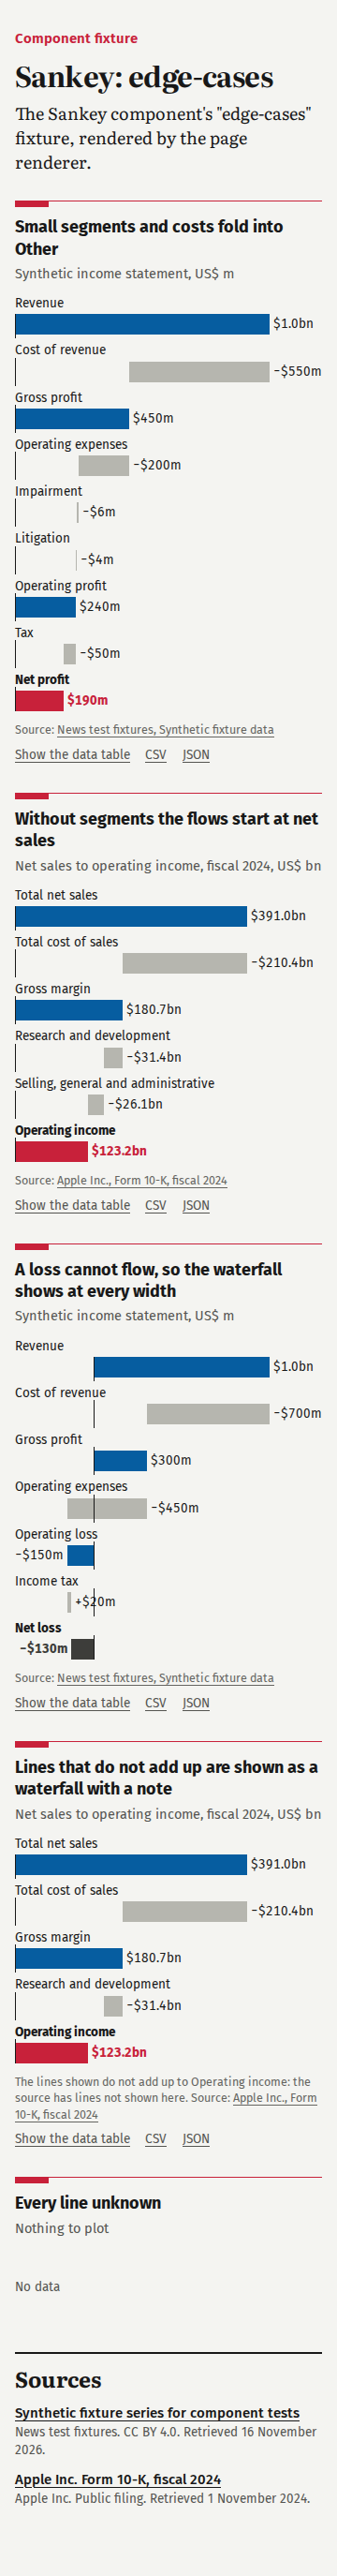 Component fixture
Sankey: edge-cases
The Sankey component's "edge-cases"
fixture, rendered by the page
renderer.
Small segments and costs fold into
Other
Synthetic income statement, US$ m
Revenue
$1.0bn
Cost of revenue
−$550m
Gross profit
$450m
Operating expenses
−$200m
Impairment
−$6m
Litigation
−$4m
Operating profit
$240m
Tax
−$50m
Net profit
$190m
Source: News test fixtures, Synthetic fixture data
Show the data table CSV JSON
Without segments the flows start at net
sales
Net sales to operating income, fiscal 2024, US$ bn
Total net sales
$391.0bn
Total cost of sales
−$210.4bn
Gross margin
$180.7bn
Research and development
−$31.4bn
Selling, general and administrative
−$26.1bn
Operating income
$123.2bn
Source: Apple Inc., Form 10-K, fiscal 2024
Show the data table CSV JSON
A loss cannot flow, so the waterfall
shows at every width
Synthetic income statement, US$ m
Revenue
$1.0bn
Cost of revenue
−$700m
Gross profit
$300m
Operating expenses
−$450m
Operating loss
−$150m
Income tax
+$20m
Net loss
−$130m
Source: News test fixtures, Synthetic fixture data
Show the data table CSV JSON
Lines that do not add up are shown as a
waterfall with a note
Net sales to operating income, fiscal 2024, US$ bn
Total net sales
$391.0bn
Total cost of sales
−$210.4bn
Gross margin
$180.7bn
Research and development
−$31.4bn
Operating income
$123.2bn
The lines shown do not add up to Operating income: the
source has lines not shown here. Source: Apple Inc., Form
10-K, fiscal 2024
Show the data table CSV JSON
Every line unknown
Nothing to plot
No data
Sources
Synthetic fixture series for component tests
News test fixtures. CC BY 4.0. Retrieved 16 November
2026.
Apple Inc. Form 10-K, fiscal 2024
Apple Inc. Public filing. Retrieved 1 November 2024.